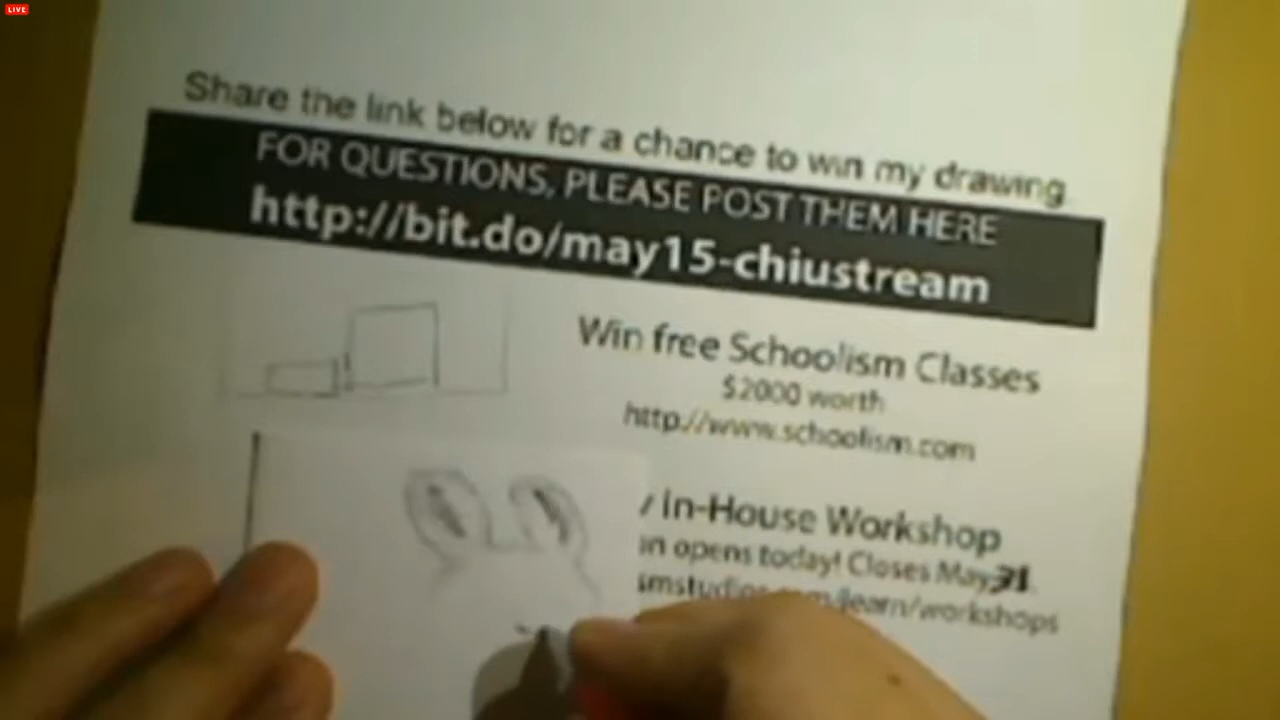 LIVE
Share the link below for a chance to win my drawing
FOR QUESTIONS, PLEASE POST THEM HERE
http://bit.do/may15-chiustream
Win free Schoolism Classes
$2000 worth
http://www.schoolism.com
In-House Workshop
opens today! Closes May 31
/learn/workshops